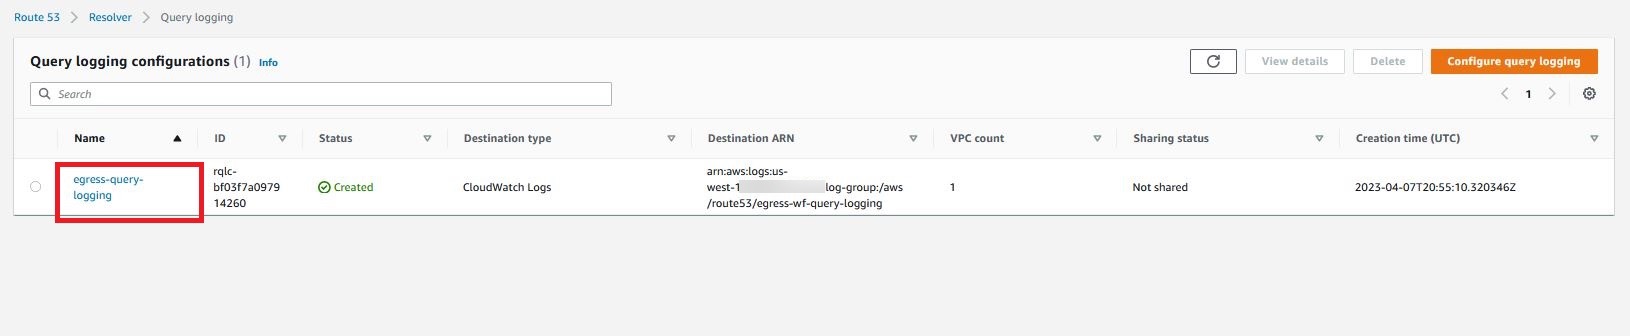 Route 53 > Resolver > Query logging
Query logging configurations (1) Info
View details
Delete
Configure query logging
Search
1
Name
ID
Status
Destination type
Destination ARN
VPC count
Sharing status
Creation time (UTC)
egress-query-
logging
rqlc-
bf03f7a0979
14260
Created
CloudWatch Logs
arn:aws:logs:us-
west-1 log-group:/aws
/route53/egress-wf-query-logging
1
Not shared
2023-04-07T20:55:10.320346Z